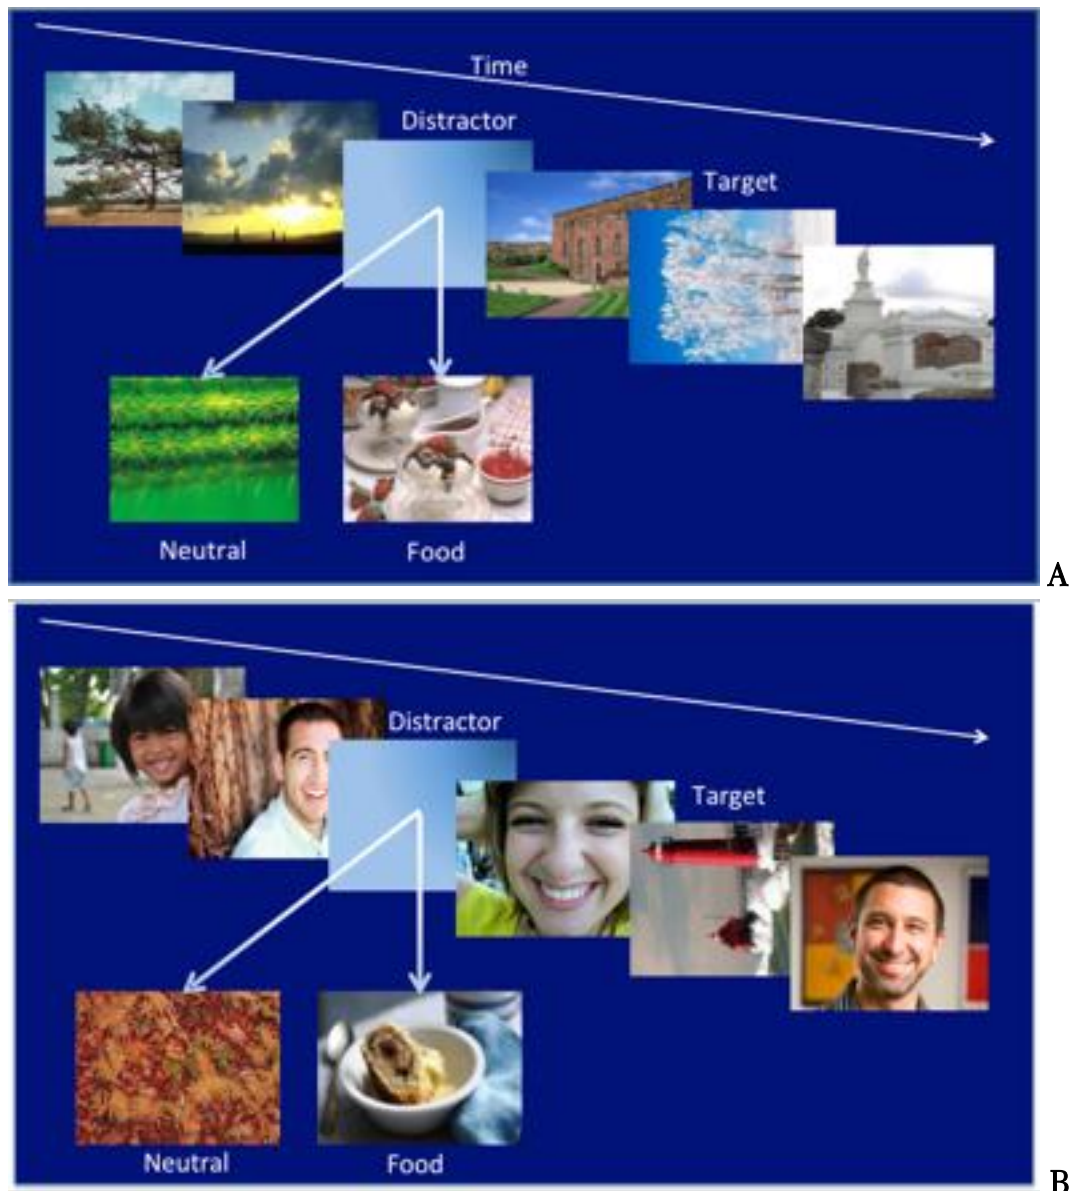 Time
Distractor
Target
Neutral
Food
A
Distractor
Target
Neutral
Food
B